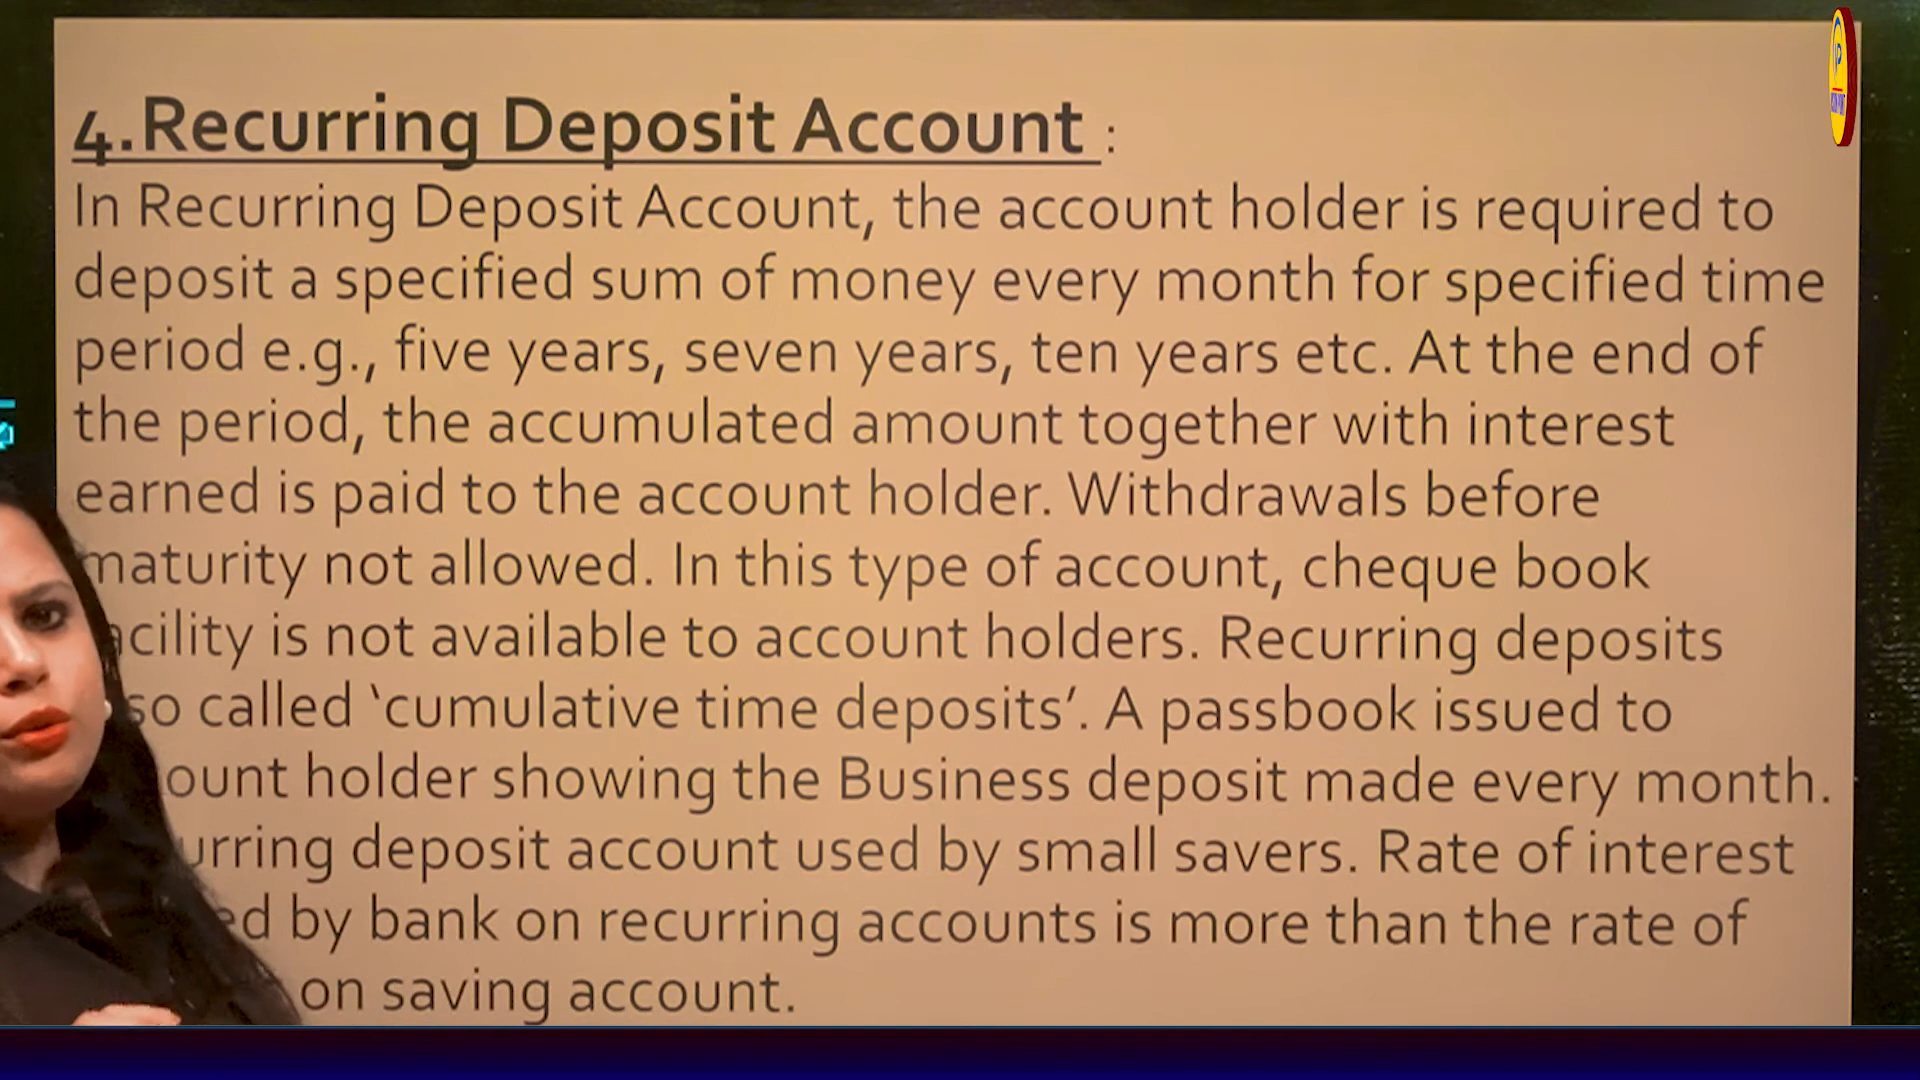 4.Recurring Deposit Account :
In Recurring Deposit Account, the account holder is required to
deposit a specified sum of money every month for specified time
period e.g., five years, seven years, ten years etc. At the end of
the period, the accumulated amount together with interest
earned is paid to the account holder. Withdrawals before
maturity not allowed. In this type of account, cheque book
acility is not available to account holders. Recurring deposits
so called ‘cumulative time deposits’. A passbook issued to
ount holder showing the Business deposit made every month.
urring deposit account used by small savers. Rate of interest
ed by bank on recurring accounts is more than the rate of
on saving account.